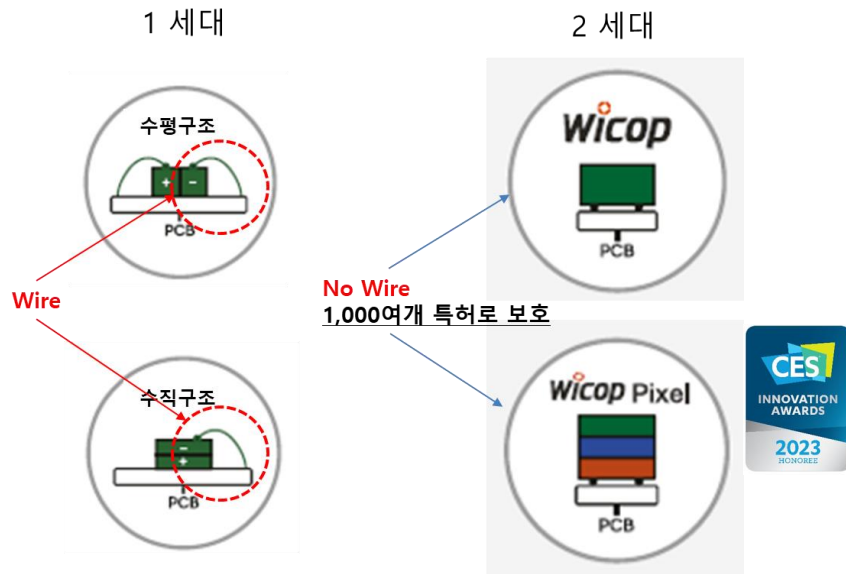 1 세대
2 세대
수평구조
+ -
PCB
Wicop
PCB
Wire
No Wire
1,000여개 특허로 보호
수직구조
-
+
PCB
Wicop Pixel
PCB
CES
INNOVATION
AWARDS
2023
HONOREE